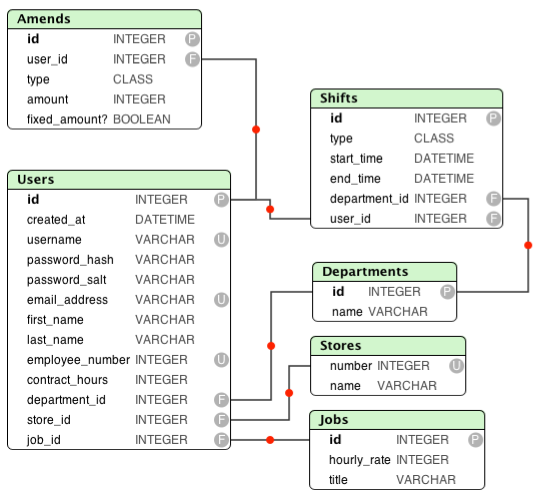 Amends
id INTEGER P
user_id INTEGER F
type CLASS
amount INTEGER
fixed_amount? BOOLEAN
Users
id INTEGER P
created_at DATETIME
username VARCHAR U
password_hash VARCHAR
password_salt VARCHAR
email_address VARCHAR U
first_name VARCHAR
last_name VARCHAR
employee_number INTEGER U
contract_hours INTEGER
department_id INTEGER F
store_id INTEGER F
job_id INTEGER F
Shifts
id INTEGER P
type CLASS
start_time DATETIME
end_time DATETIME
department_id INTEGER F
user_id INTEGER F
Departments
id INTEGER P
name VARCHAR
Stores
number INTEGER U
name VARCHAR
Jobs
id INTEGER P
hourly_rate INTEGER
title VARCHAR